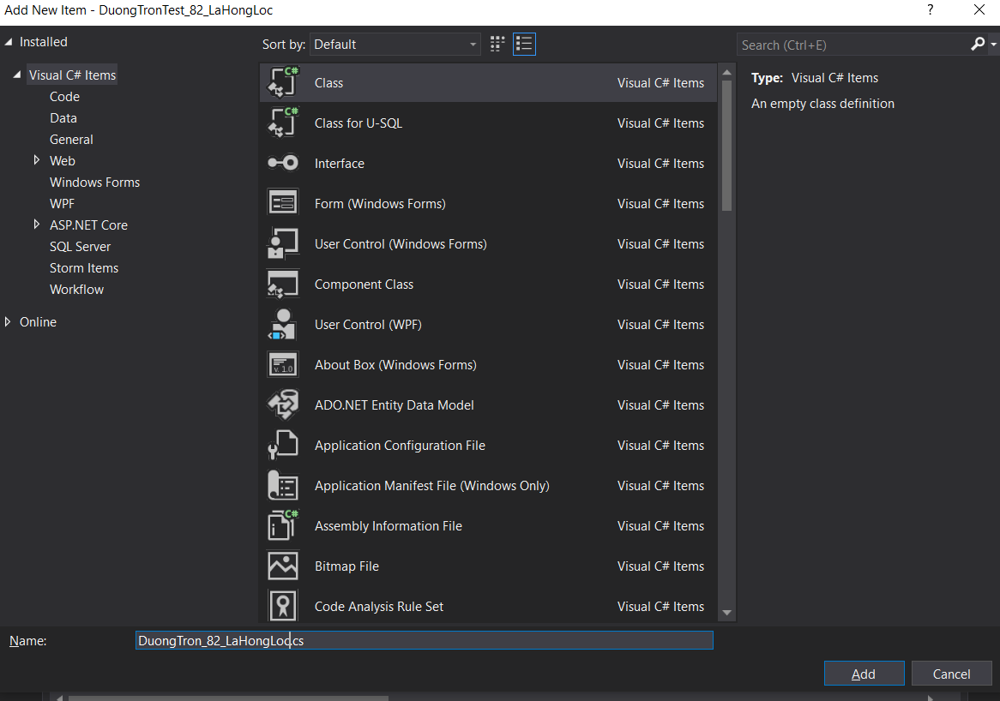 Add New Item - DuongTronTest_82_LaHongLoc
?
Installed
Visual C# Items
Code
Data
General
Web
Windows Forms
WPF
ASP.NET Core
SQL Server
Storm Items
Workflow
Online
Sort by: Default
C# Class Visual C# Items
C# Class for U-SQL Visual C# Items
Interface Visual C# Items
Form (Windows Forms) Visual C# Items
User Control (Windows Forms) Visual C# Items
Component Class Visual C# Items
User Control (WPF) Visual C# Items
v. 1.0 About Box (Windows Forms) Visual C# Items
ADO.NET Entity Data Model Visual C# Items
Application Configuration File Visual C# Items
Application Manifest File (Windows Only) Visual C# Items
C# Assembly Information File Visual C# Items
Bitmap File Visual C# Items
Code Analysis Rule Set Visual C# Items
Search (Ctrl+E)
Type: Visual C# Items
An empty class definition
Name: DuongTron_82_LaHongLoc.cs
Add Cancel